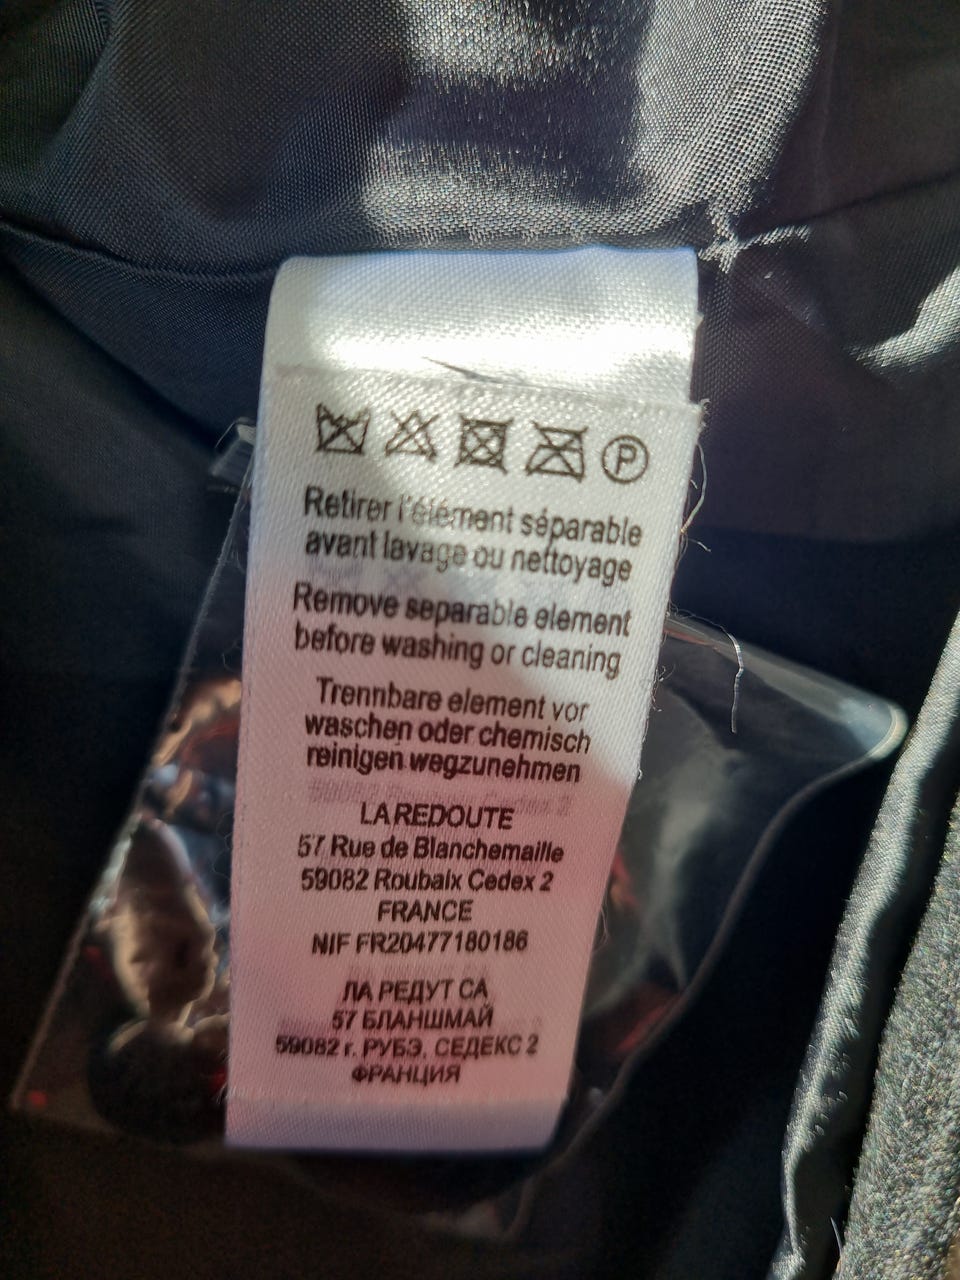 P
Retirer l'élément séparable
avant lavage ou nettoyage
Remove separable element
before washing or cleaning
Trennbare element vor
waschen oder chemisch
reinigen wegzunehmen
LA REDOUTE
57 Rue de Blanchemaille
59082 Roubaix Cedex 2
FRANCE
NIF FR20477180186
ЛА РЕДУТ СА
57 БЛАНШМАЙ
59082 г. РУБЭ, СЕДЕКС 2
ФРАНЦИЯ